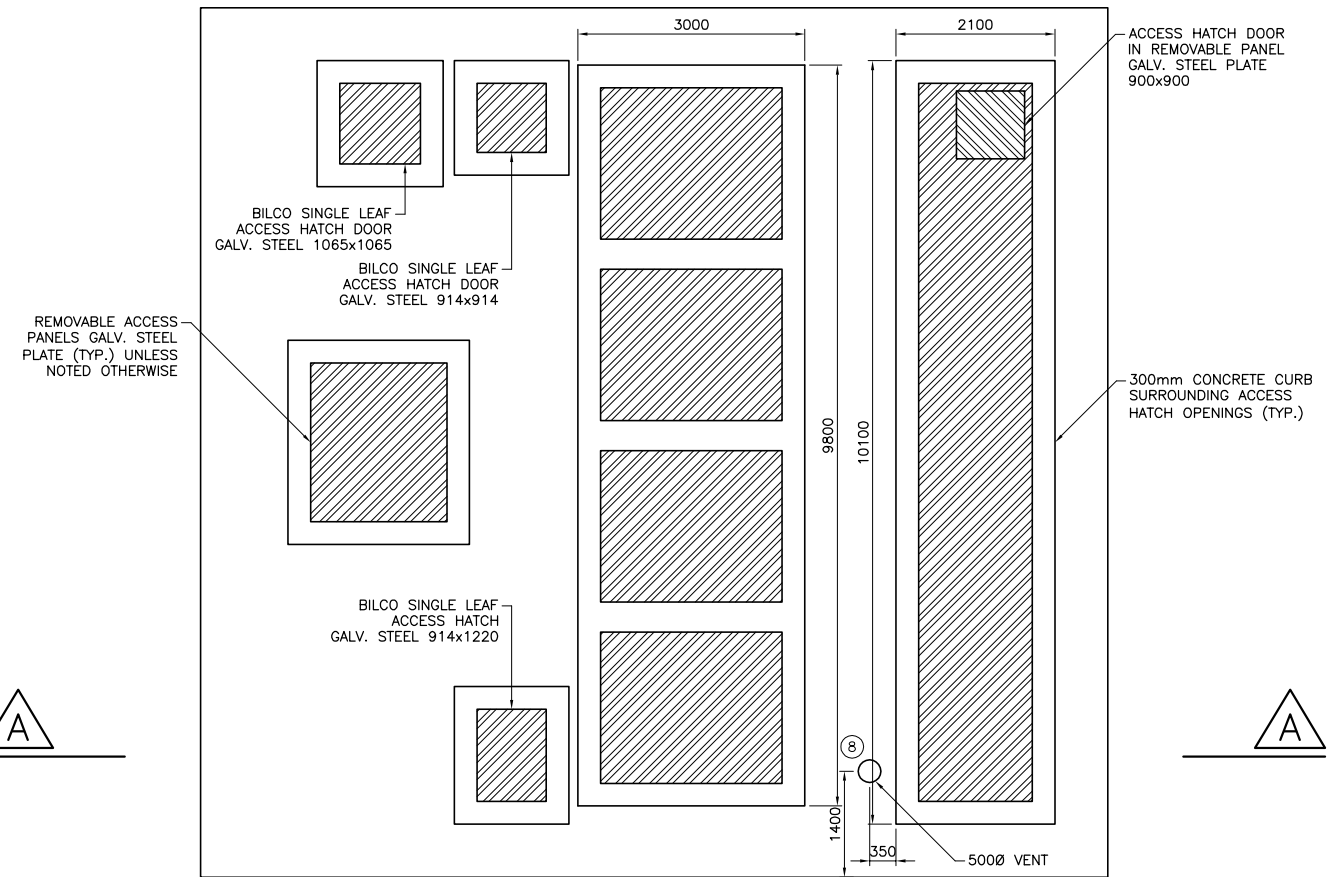 3000
2100
ACCESS HATCH DOOR
IN REMOVABLE PANEL
GALV. STEEL PLATE
900x900
BILCO SINGLE LEAF
ACCESS HATCH DOOR
GALV. STEEL 1065x1065
BILCO SINGLE LEAF
ACCESS HATCH DOOR
GALV. STEEL 914x914
REMOVABLE ACCESS
PANELS GALV. STEEL
PLATE (TYP.) UNLESS
NOTED OTHERWISE
300mm CONCRETE CURB
SURROUNDING ACCESS
HATCH OPENINGS (TYP.)
9800
10100
BILCO SINGLE LEAF
ACCESS HATCH
GALV. STEEL 914x1220
A
A
8
1400
350
500Ø VENT